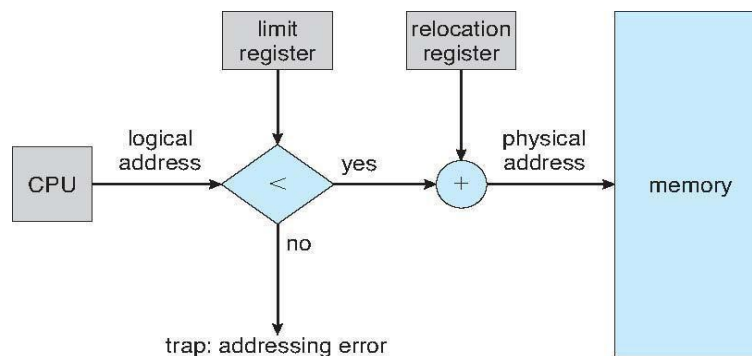 limit
register
relocation
register
logical
address
physical
address
CPU
<
yes
+
memory
no
trap: addressing error